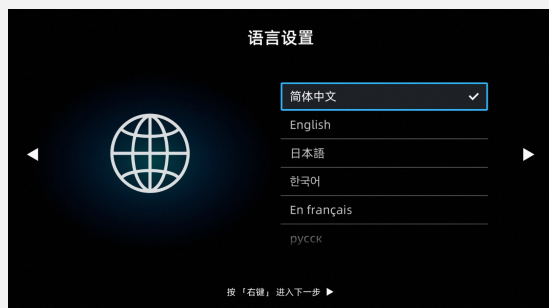 语言设置
简体中文
English
日本語
한국어
En français
русск
按「右键」进入下一步 ▶